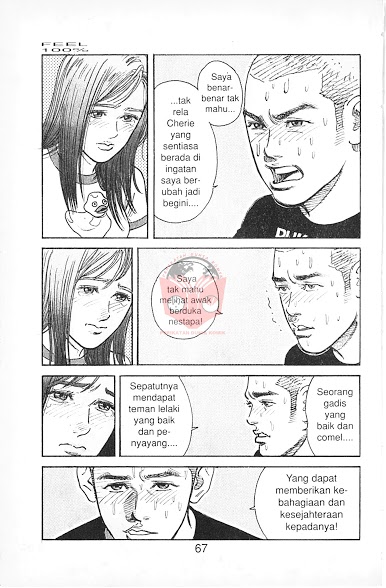 FEEL
100%
Saya
benar-
benar tak
mahu...
...tak
rela
Cherie
yang
sentiasa
berada di
ingatan
saya ber-
ubah jadi
begini....
Saya
tak mahu
melihat awak
berduka
nestapa!
Seorang
gadis
yang
baik dan
comel....
Sepatutnya
mendapat
teman lelaki
yang baik
dan pe-
nyayang....
Yang dapat
memberikan ke-
bahagiaan dan
kesejahteraan
kepadanya!
67